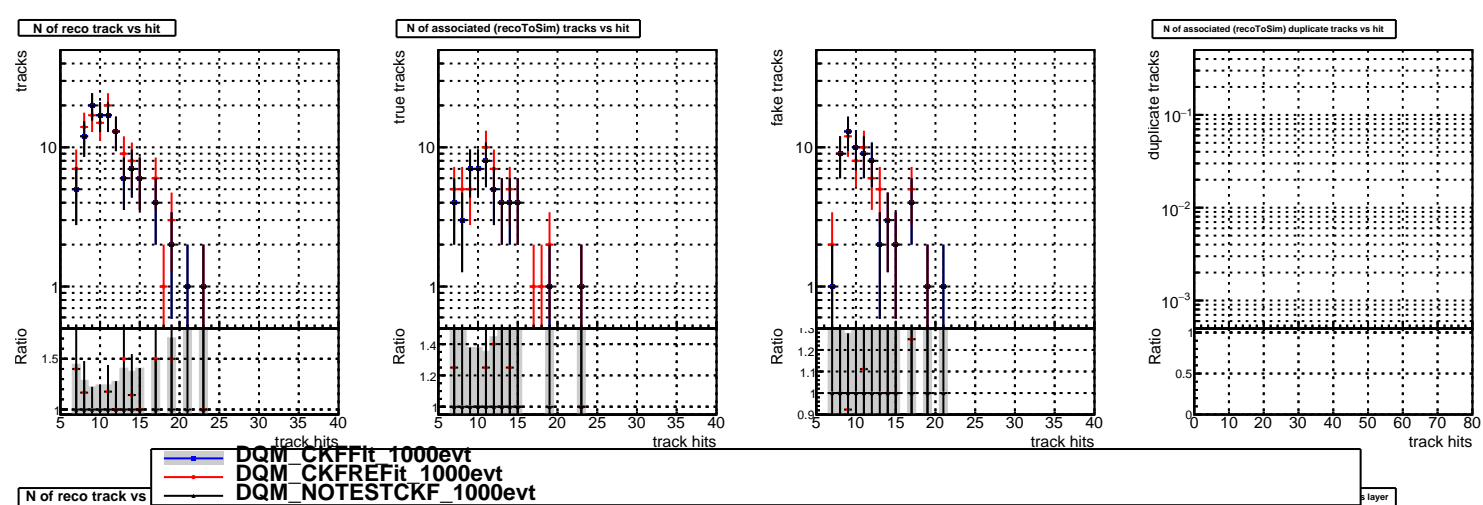 N of reco track vs hit
N of associated (recoToSim) tracks vs hit
N of associated (recoToSim) duplicate tracks vs hit
tracks
10
1
Ratio
1.5
1
5 10 15 20 25 30 35 40
track hits
true tracks
10
1
Ratio
1.4
1.2
1
5 10 15 20 25 30 35 40
track hits
fake tracks
10
1
Ratio
1.3
1.2
1.1
1
0.9
5 10 15 20 25 30 35 40
track hits
duplicate tracks
10−1
10−2
10−3
Ratio
1
0.5
0
0 10 20 30 40 50 60 70 80
track hits
DQM_CKFFit_1000evt
DQM_CKFREFit_1000evt
DQM_NOTESTCKF_1000evt
N of reco track vs
layer